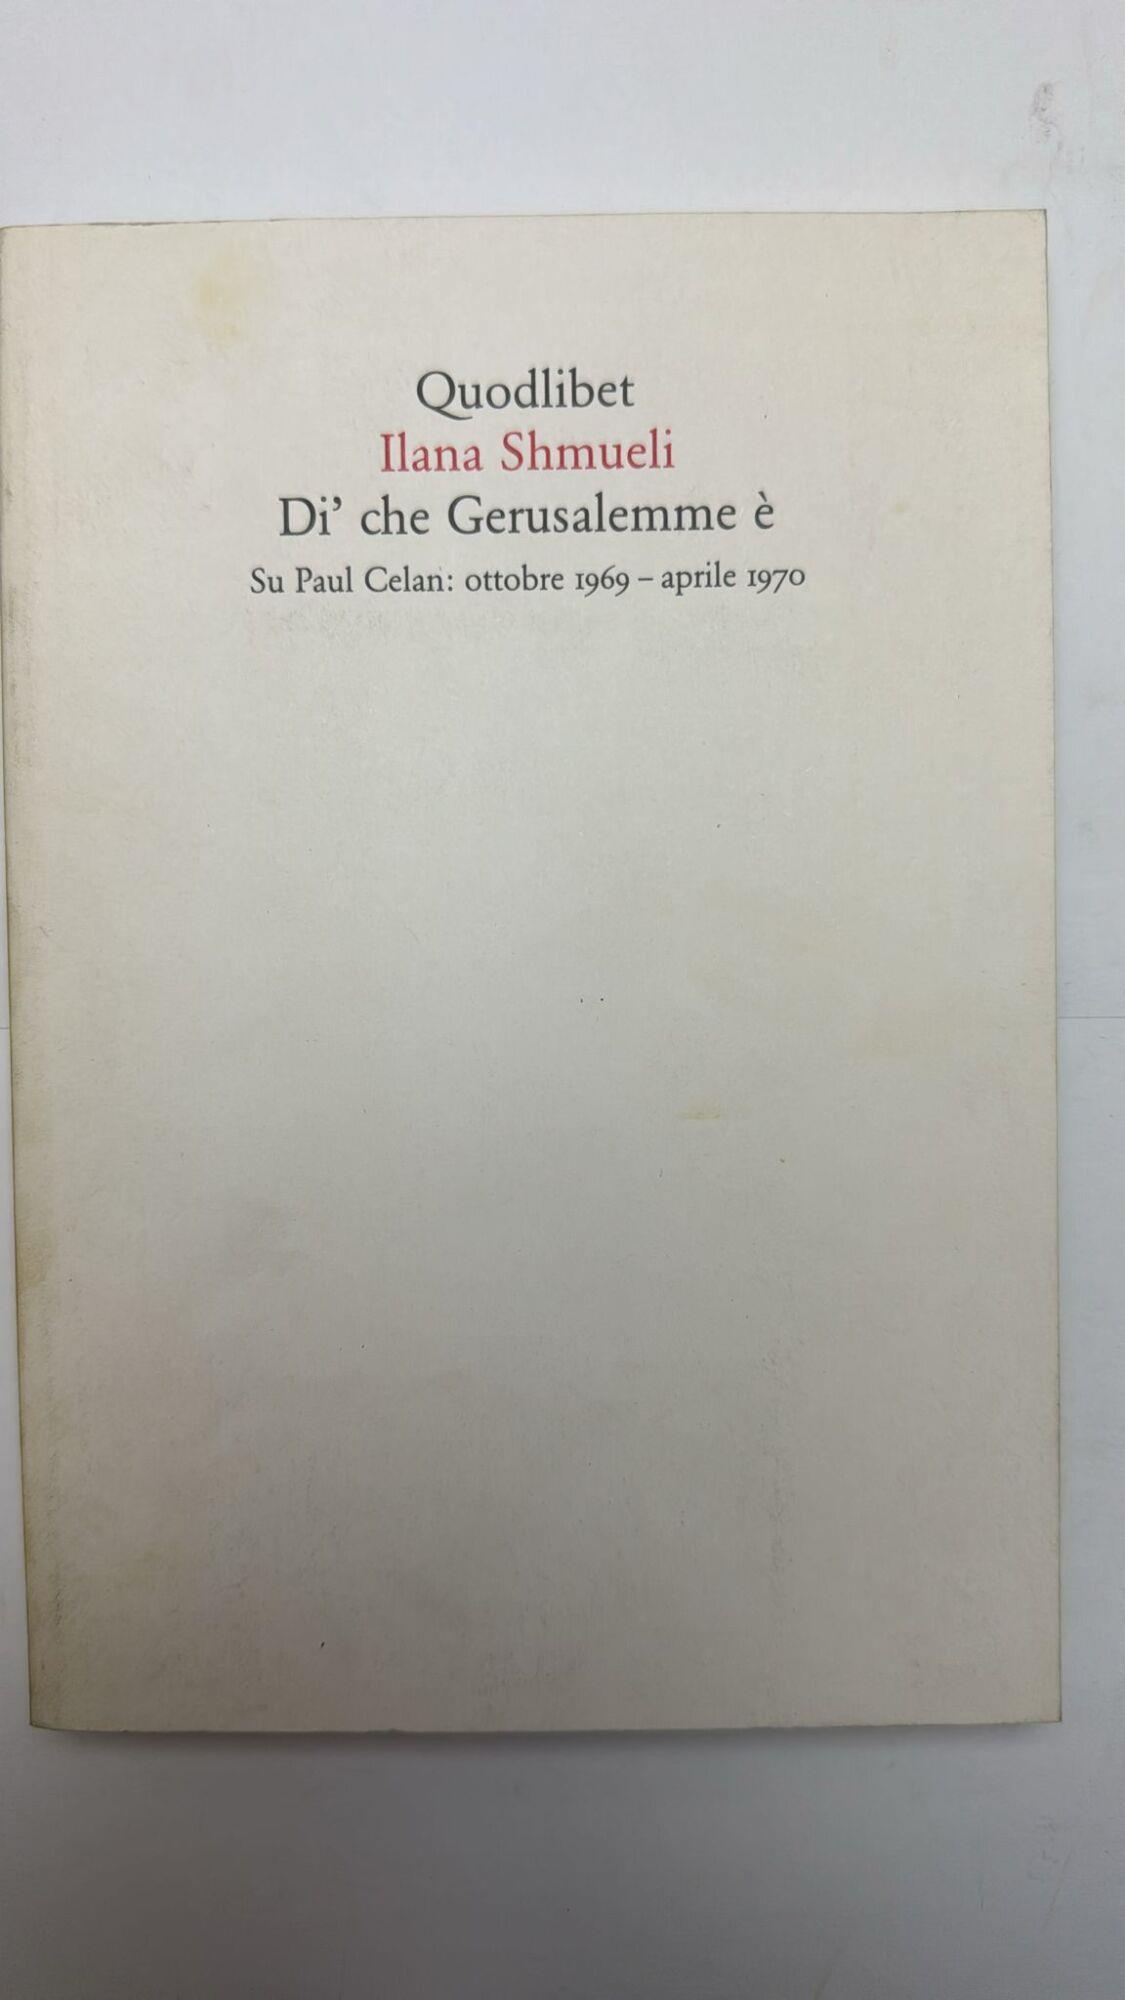 Quodlibet
Ilana Shmueli
Di’ che Gerusalemme è
Su Paul Celan: ottobre 1969 – aprile 1970